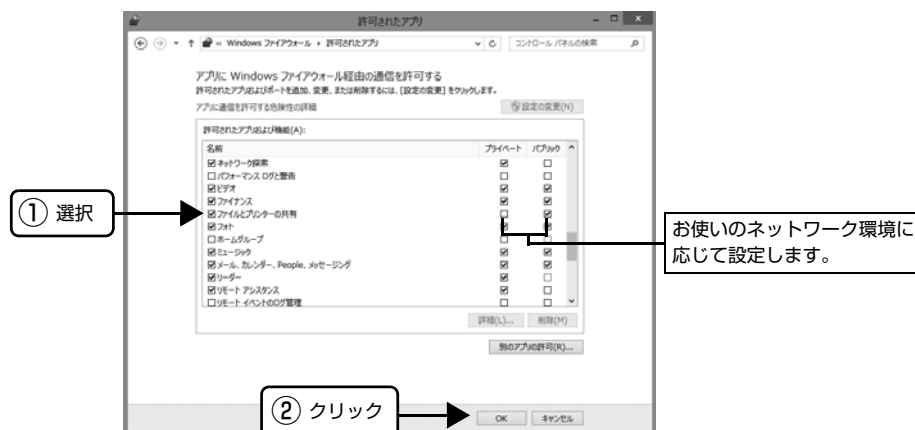 許可されたアプリ
« Windows ファイアウォール › 許可されたアプリ
コントロール パネルの検索
アプリに Windows ファイアウォール経由の通信を許可する
許可されたアプリおよびポートを追加、変更、または削除するには、[設定の変更] をクリックします。
アプリに通信を許可する危険性の詳細
設定の変更(N)
許可されたアプリおよび機能(A):
名前 プライベート パブリック
ネットワーク探索
パフォーマンス ログと警告
ビデオ
ファイナンス
① 選択
ファイルとプリンターの共有
フォト
ホームグループ
ミュージック
メール、カレンダー、People、メッセージング
リーダー
リモート アシスタンス
リモート イベントのログ管理
お使いのネットワーク環境に
応じて設定します。
詳細(L)... 削除(M)
別のアプリの許可(R)...
② クリック
OK キャンセル